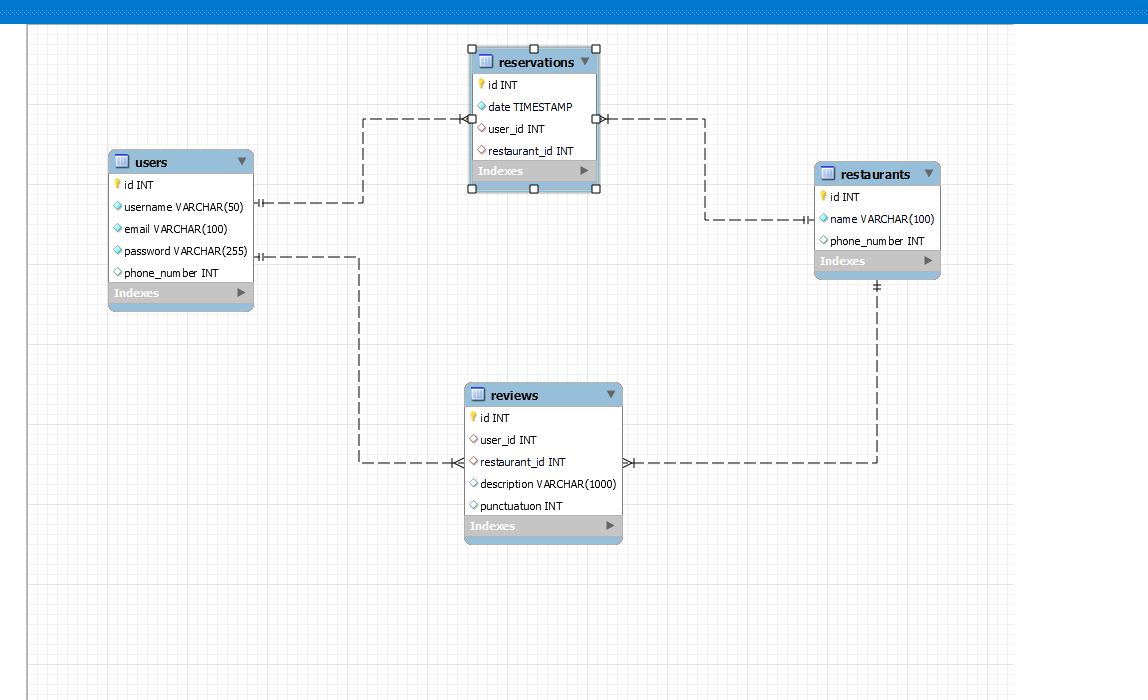 reservations
id INT
date TIMESTAMP
user_id INT
restaurant_id INT
Indexes
users
id INT
username VARCHAR(50)
email VARCHAR(100)
password VARCHAR(255)
phone_number INT
Indexes
restaurants
id INT
name VARCHAR(100)
phone_number INT
Indexes
reviews
id INT
user_id INT
restaurant_id INT
description VARCHAR(1000)
punctuatuon INT
Indexes